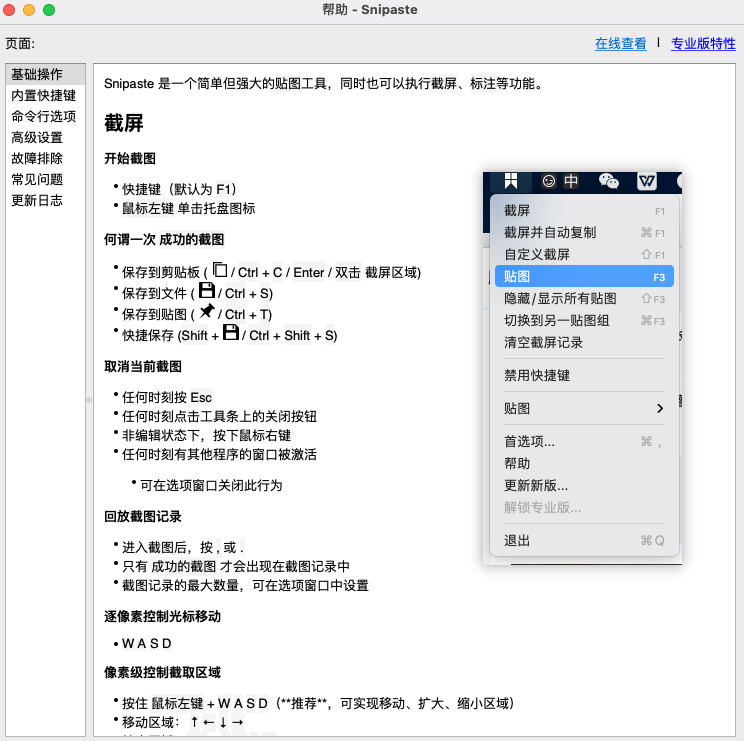 帮助 - Snipaste
页面:
在线查看 | 专业版特性
基础操作
内置快捷键
命令行选项
高级设置
故障排除
常见问题
更新日志
Snipaste 是一个简单但强大的贴图工具，同时也可以执行截屏、标注等功能。
截屏
开始截图
• 快捷键（默认为 F1）
• 鼠标左键 单击托盘图标
何谓一次 成功的截图
• 保存到剪贴板 ( / Ctrl + C / Enter / 双击 截屏区域)
• 保存到文件 ( / Ctrl + S)
• 保存到贴图 ( / Ctrl + T)
• 快捷保存 (Shift + / Ctrl + Shift + S)
取消当前截图
• 任何时刻按 Esc
• 任何时刻点击工具条上的关闭按钮
• 非编辑状态下，按下鼠标右键
• 任何时刻有其他程序的窗口被激活
• 可在选项窗口关闭此行为
回放截图记录
• 进入截图后，按 , 或 .
• 只有 成功的截图 才会出现在截图记录中
• 截图记录的最大数量，可在选项窗口中设置
逐像素控制光标移动
• W A S D
像素级控制截取区域
• 按住 鼠标左键 + W A S D（**推荐**，可实现移动、扩大、缩小区域）
• 移动区域：↑ ← ↓ →
中
截屏 F1
截屏并自动复制 ⌘ F1
自定义截屏 ⇧ F1
贴图 F3
隐藏/显示所有贴图 ⇧ F3
切换到另一贴图组 ⌘ F3
清空截屏记录
禁用快捷键
贴图
首选项... ⌘ ,
帮助
更新新版...
解锁专业版...
退出 ⌘ Q